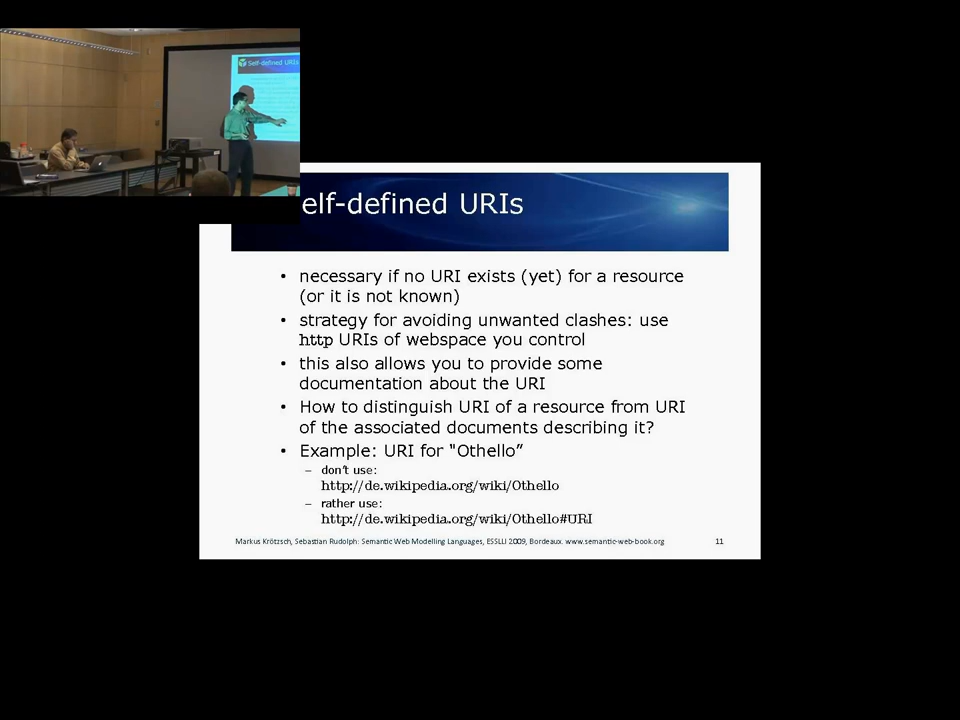 Self-defined URIs
elf-defined URIs
• necessary if no URI exists (yet) for a resource
(or it is not known)
• strategy for avoiding unwanted clashes: use
http URIs of webspace you control
• this also allows you to provide some
documentation about the URI
• How to distinguish URI of a resource from URI
of the associated documents describing it?
• Example: URI for "Othello”
– don't use:
http://de.wikipedia.org/wiki/Othello
– rather use:
http://de.wikipedia.org/wiki/Othello#URI
Markus Krötzsch, Sebastian Rudolph: Semantic Web Modelling Languages, ESSLLI 2009, Bordeaux. www.semantic-web-book.org 11